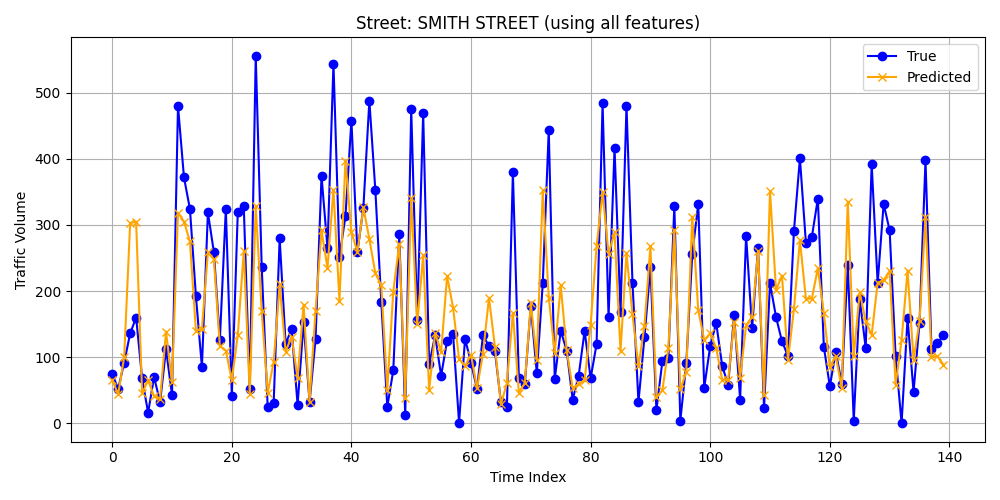 Street: SMITH STREET (using all features)
True
Predicted
Traffic Volume
500
400
300
200
100
0
0 20 40 60 80 100 120 140
Time Index